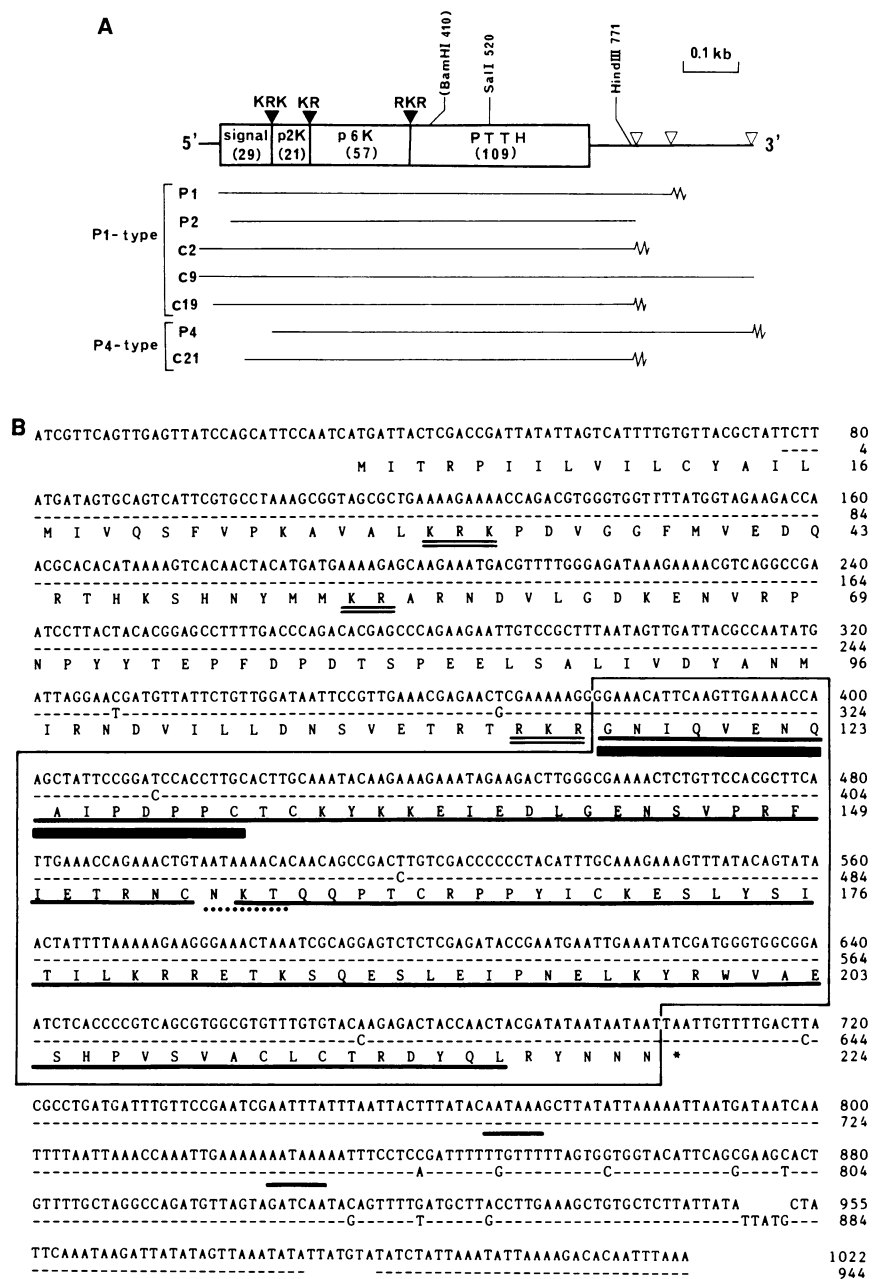 A
(BamHI 410)
SalI 520
HindIII 771
0.1 kb
KRK KR RKR
5' signal (29) p2K (21) p6K (57) PTTH (109) 3'
P1-type
P1
P2
C2
C9
C19
P4-type
P4
C21
B
ATCGTTCAGTTGAGTTATCCAGCATTCCAATCATGATTACTCGACCGATTATATTAGTCATTTTGTGTTACGCTATTCTT 80
---- 4
M I T R P I I L V I L C Y A I L 16
ATGATAGTGCAGTCATTCGTGCCTAAAGCGGTAGCGCTGAAAAGAAAACCAGACGTGGGTGGTTTTATGGTAGAAGACCA 160
-------------------------------------------------------------------------------- 84
M I V Q S F V P K A V A L K R K P D V G G F M V E D Q 43
ACGCACACATAAAAGTCACAACTACATGATGAAAAGAGCAAGAAATGACGTTTTGGGAGATAAAGAAAACGTCAGGCCGA 240
-------------------------------------------------------------------------------- 164
R T H K S H N Y M M K R A R N D V L G D K E N V R P 69
ATCCTTACTACACGGAGCCTTTTGACCCAGACACGAGCCCAGAAGAATTGTCCGCTTTAATAGTTGATTACGCCAATATG 320
-------------------------------------------------------------------------------- 244
N P Y Y T E P F D P D T S P E E L S A L I V D Y A N M 96
ATTAGGAACGATGTTATTCTGTTGGATAATTCCGTTGAAACGAGAACTCGAAAAAGGGGAAACATTCAAGTTGAAAACCA 400
--------T--------------------------------------G-------------------------------- 324
I R N D V I L L D N S V E T R T R K R G N I Q V E N Q 123
AGCTATTCCGGATCCACCTTGCACTTGCAAATACAAGAAAGAAATAGAAGACTTGGGCGAAAACTCTGTTCCACGCTTCA 480
------------C------------------------------------------------------------------- 404
A I P D P P C T C K Y K K E I E D L G E N S V P R F 149
TTGAAACCAGAAACTGTAATAAAACACAACAGCCGACTTGTCGACCCCCCTACATTTGCAAAGAAAGTTTATACAGTATA 560
-------------------------------------C------------------------------------------ 484
I E T R N C N K T Q Q P T C R P P Y I C K E S L Y S I 176
ACTATTTTAAAAAGAAGGGAAACTAAATCGCAGGAGTCTCTCGAGATACCGAATGAATTGAAATATCGATGGGTGGCGGA 640
-------------------------------------------------------------------------------- 564
T I L K R R E T K S Q E S L E I P N E L K Y R W V A E 203
ATCTCACCCCGTCAGCGTGGCGTGTTTGTGTACAAGAGACTACCAACTACGATATAATAATAATTAATTGTTTTGACTTA 720
---------------------------------C--------------------------------------------C- 644
S H P V S V A C L C T R D Y Q L R Y N N N * 224
CGCCTGATGATTTGTTCCGAATCGAATTTATTTAATTACTTTATACAATAAAGCTTATATTAAAAATTAATGATAATCAA 800
-------------------------------------------------------------------------------- 724
TTTTAATTAAACCAAATTGAAAAAAATAAAAATTTCCTCCGATTTTTTTGTTTTTAGTGGTGGTACATTCAGCGAAGCACT 880
---------------------------------------A-------G----------C------------G----T--- 804
GTTTTGCTAGGCCAGATGTTAGTAGATCAATACAGTTTTGATGCTTACCTTGAAAGCTGTGCTCTTATTATA CTA 955
--------------------------------G------T------G-------------------------TTATG--- 884
TTCAAATAAGATTATATAGTTAAATATATTATGTATATCTATTAAATATTAAAAGACACAATTTAAA 1022
---------------------------- -------------------------------- 944